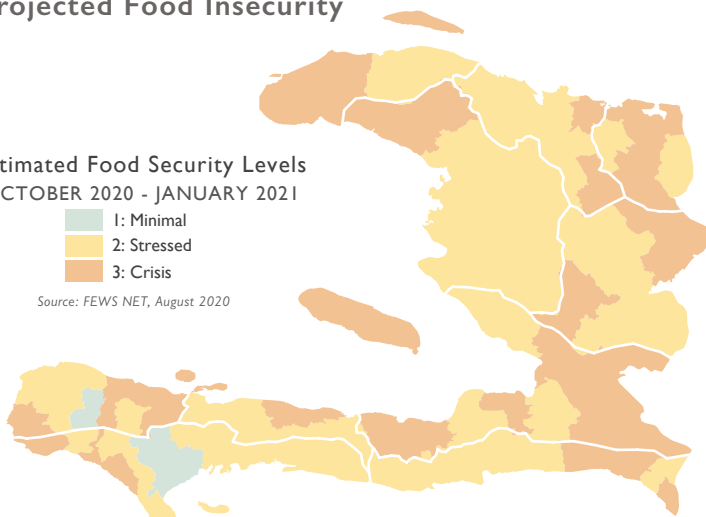 rojected Food Insecurity
timated Food Security Levels
CTOBER 2020 - JANUARY 2021
1: Minimal
2: Stressed
3: Crisis
Source: FEWS NET, August 2020